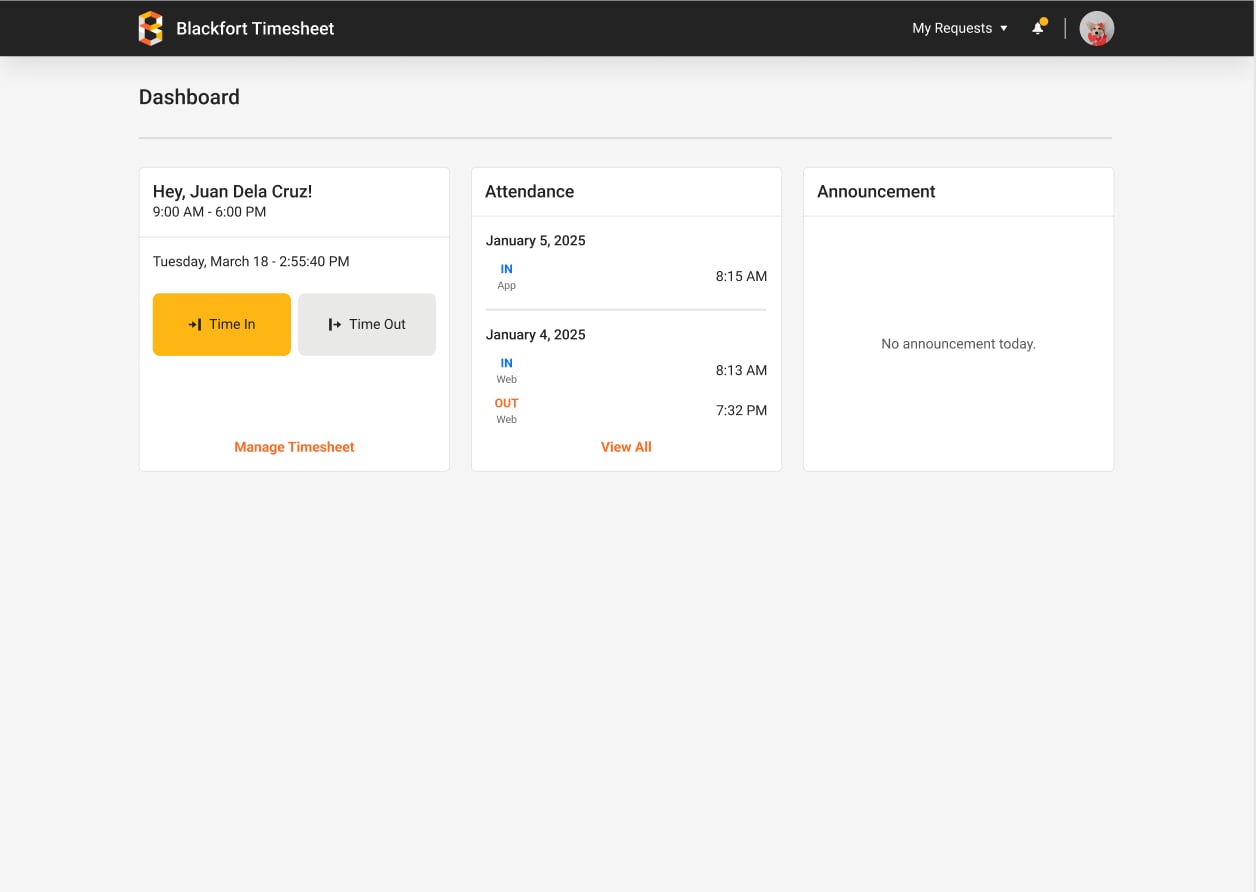 Blackfort Timesheet
My Requests
Dashboard
Hey, Juan Dela Cruz!
9:00 AM - 6:00 PM
Tuesday, March 18 - 2:55:40 PM
Time In
Time Out
Manage Timesheet
Attendance
January 5, 2025
IN
App
8:15 AM
January 4, 2025
IN
Web
8:13 AM
OUT
Web
7:32 PM
View All
Announcement
No announcement today.